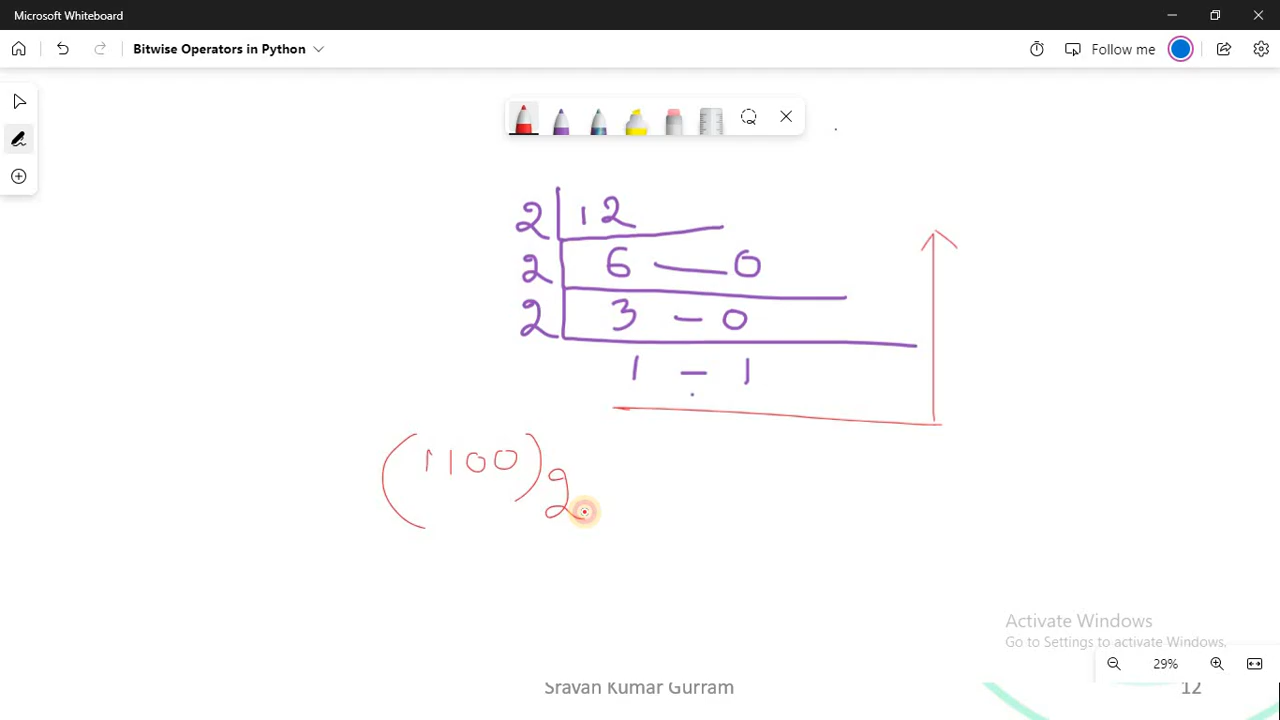 Microsoft Whiteboard
Bitwise Operators in Python
Follow me
2 12
2 6 — 0
2 3 – 0
1 – 1
(1100)2
Activate Windows
Go to Settings to activate Windows.
29%
Sravan Kumar Gurram
12